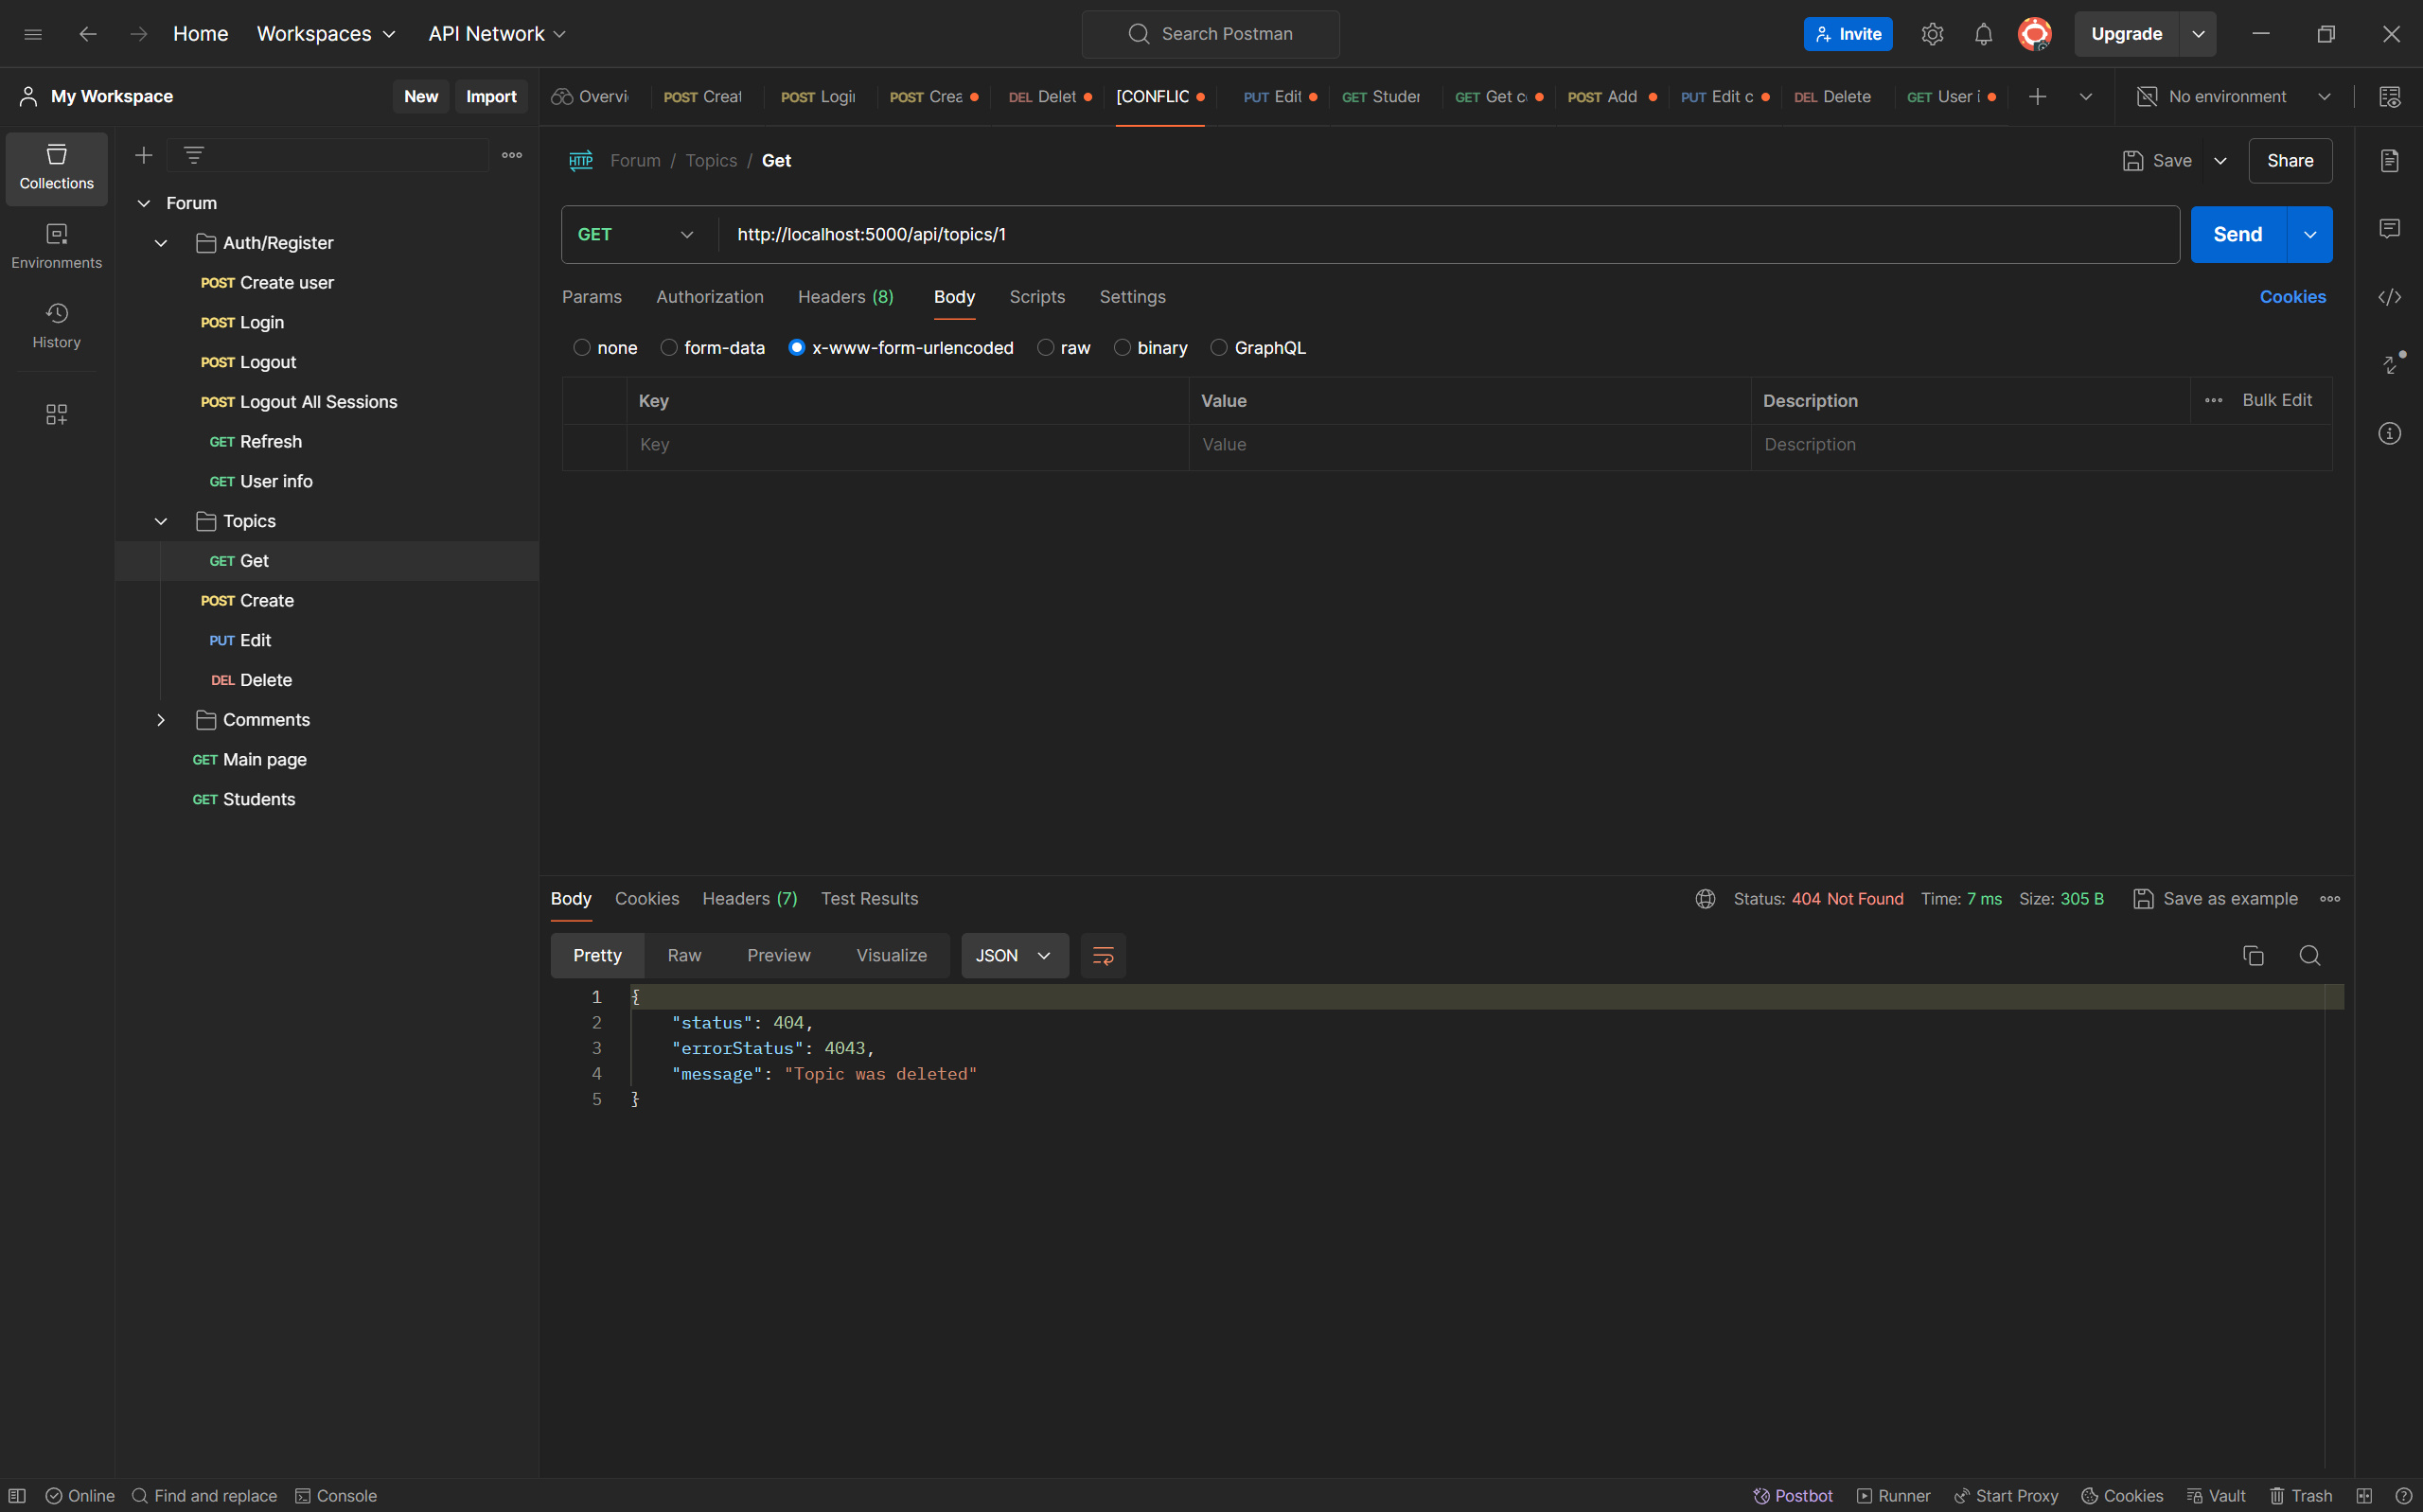 Home Workspaces API Network Search Postman Invite Upgrade
My Workspace New Import Overvi POST Creat POST Logi POST Crea DEL Delet [CONFLIC PUT Edit GET Studer GET Get c POST Add PUT Edit c DEL Delete GET User i No environment
Collections
Environments
History
Forum
Auth/Register
POST Create user
POST Login
POST Logout
POST Logout All Sessions
GET Refresh
GET User info
Topics
GET Get
POST Create
PUT Edit
DEL Delete
Comments
GET Main page
GET Students
HTTP Forum / Topics / Get Save Share
GET http://localhost:5000/api/topics/1 Send
Params Authorization Headers (8) Body Scripts Settings Cookies
none form-data x-www-form-urlencoded raw binary GraphQL
Key Value Description Bulk Edit
Key Value Description
Body Cookies Headers (7) Test Results Status: 404 Not Found Time: 7 ms Size: 305 B Save as example
Pretty Raw Preview Visualize JSON
1 {
2 "status": 404,
3 "errorStatus": 4043,
4 "message": "Topic was deleted"
5 }
Online Find and replace Console Postbot Runner Start Proxy Cookies Vault Trash